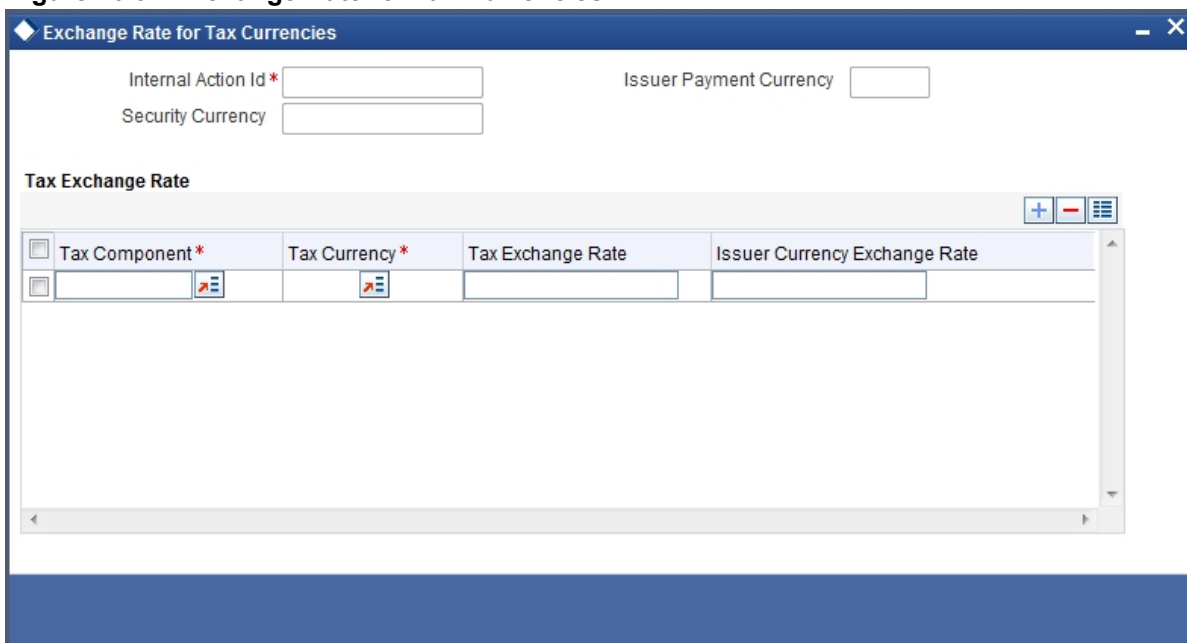 Exchange Rate for Tax Currencies
Internal Action Id *
Issuer Payment Currency
Security Currency
Tax Exchange Rate
Tax Component * Tax Currency * Tax Exchange Rate Issuer Currency Exchange Rate